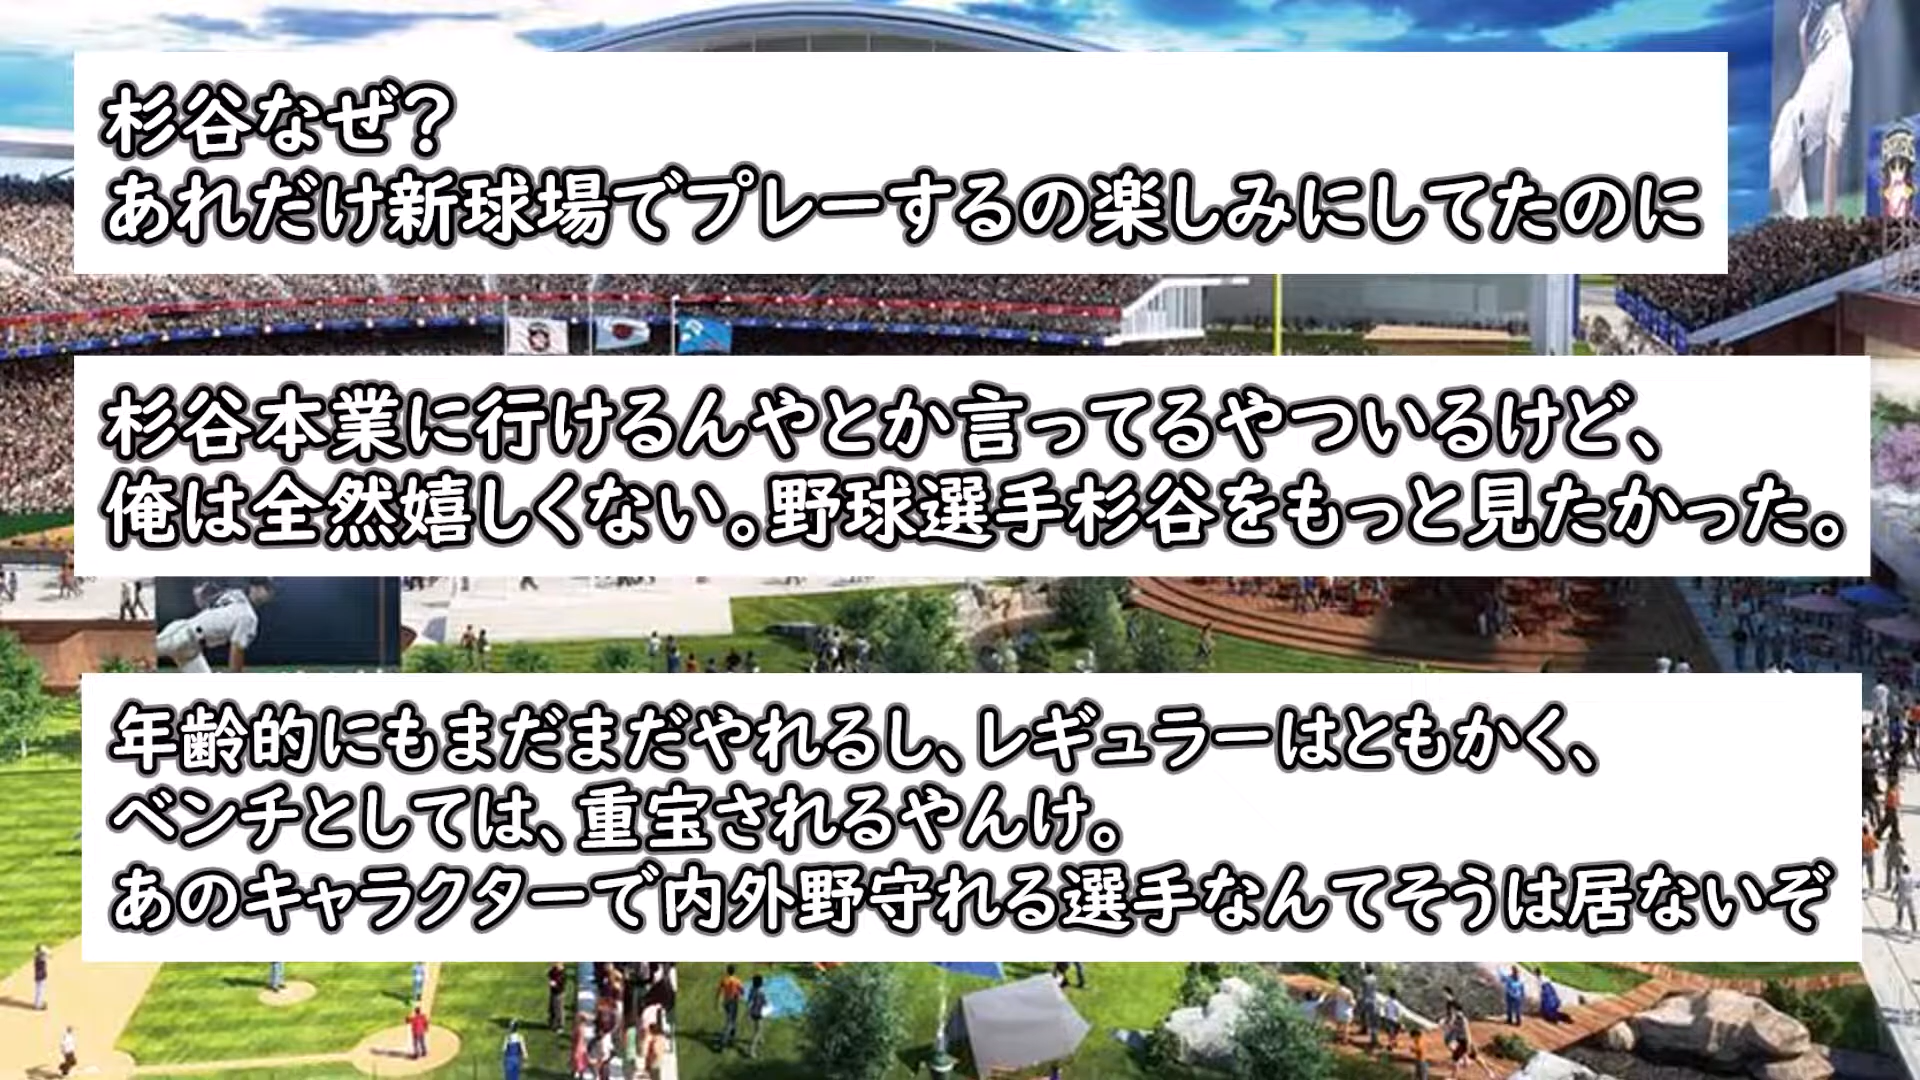 杉谷なぜ？
あれだけ新球場でプレーするの楽しみにしてたのに
杉谷本業に行けるんやとか言ってるやついるけど、
俺は全然嬉しくない。野球選手杉谷をもっと見たかった。
年齢的にもまだまだやれるし、レギュラーはともかく、
ベンチとしては、重宝されるやんけ。
あのキャラクターで内外野守れる選手なんてそうは居ないぞ